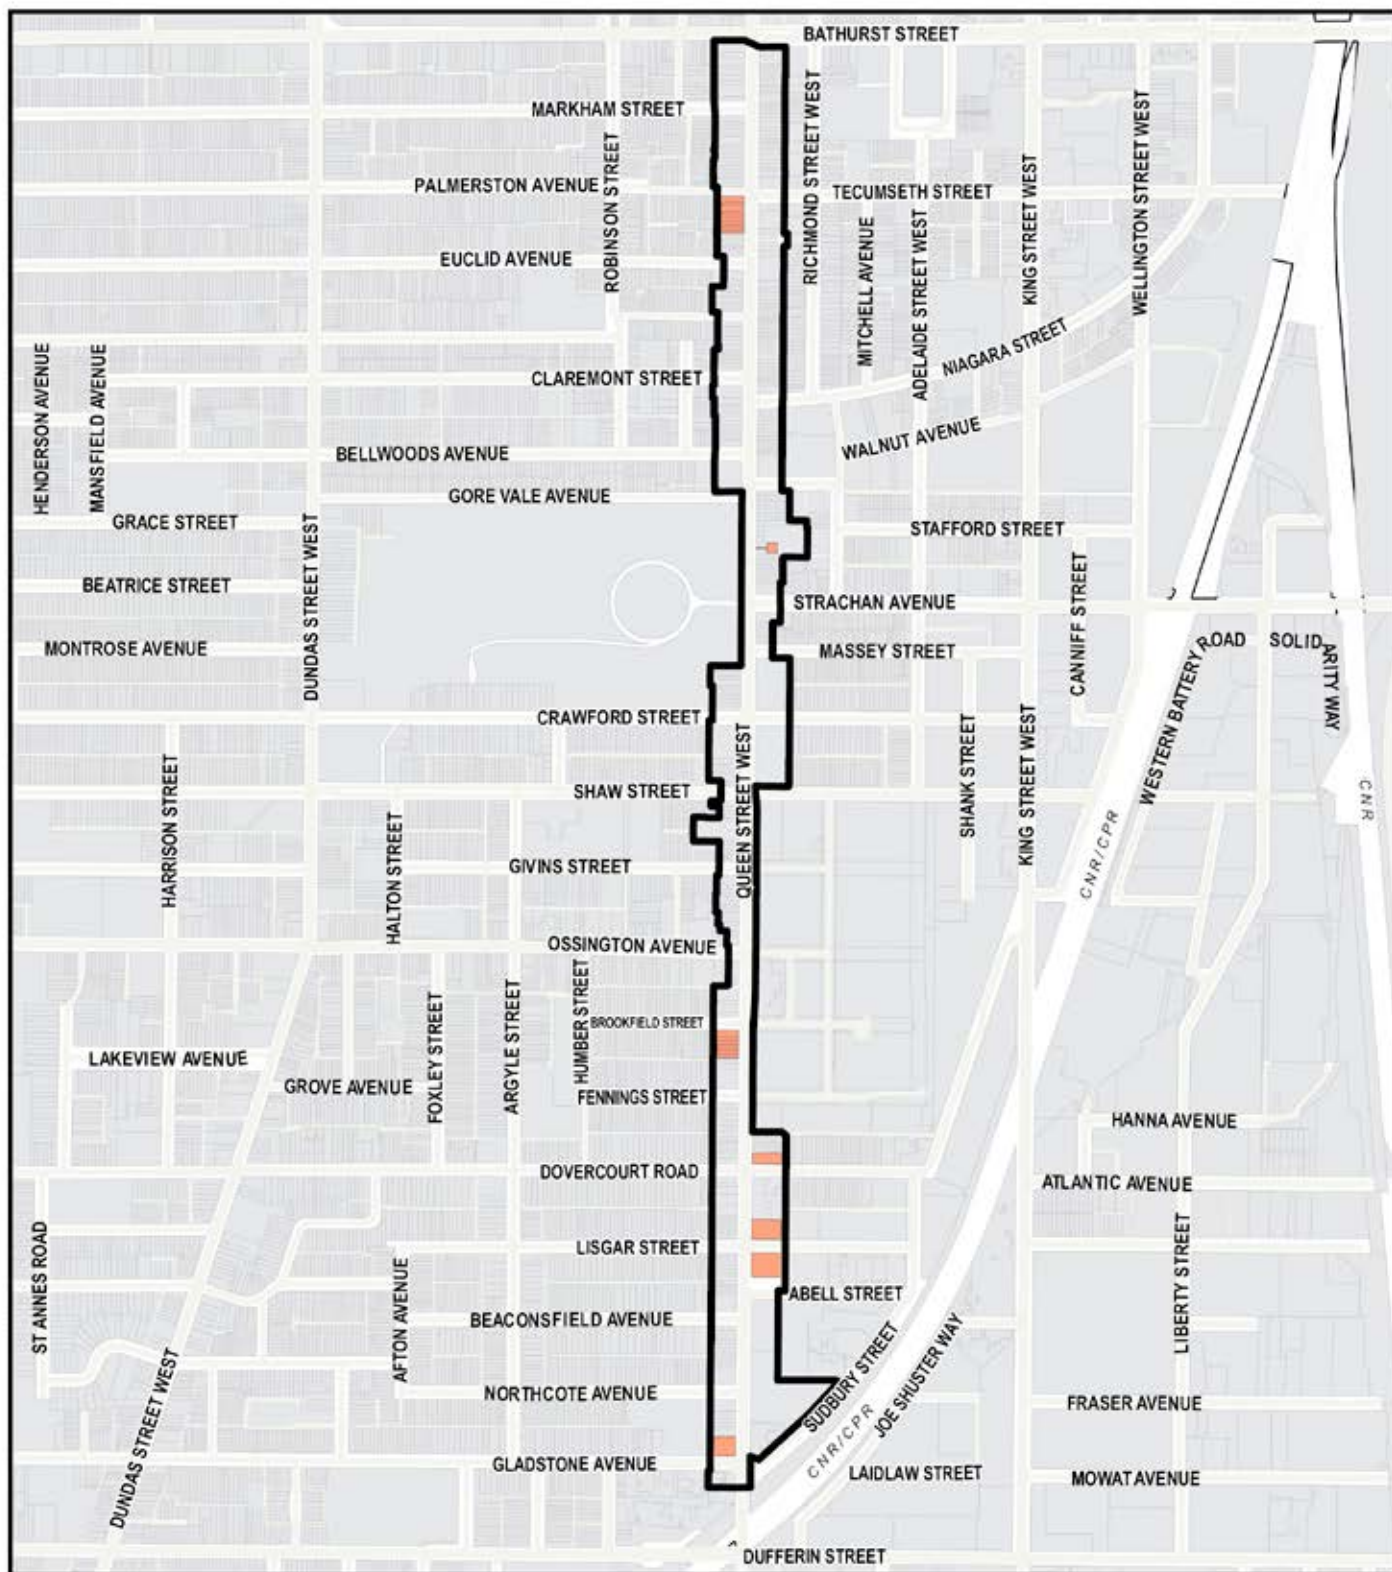 BATHURST STREET
MARKHAM STREET
RICHMOND STREET WEST
WELLINGTON STREET WEST
ROBINSON STREET
PALMERSTON AVENUE
TECUMSETH STREET
KING STREET WEST
MITCHELL AVENUE
ADELAIDE STREET WEST
EUCLID AVENUE
NIAGARA STREET
HENDERSON AVENUE
MANSFIELD AVENUE
CLAREMONT STREET
WALNUT AVENUE
BELLWOODS AVENUE
GORE VALE AVENUE
GRACE STREET
STAFFORD STREET
DUNDAS STREET WEST
BEATRICE STREET
STRACHAN AVENUE
CANNIFF STREET
MONTROSE AVENUE
MASSEY STREET
WESTERN BATTERY ROAD
SOLID
ARITY WAY
CRAWFORD STREET
QUEEN STREET WEST
SHANK STREET
KING STREET WEST
HARRISON STREET
SHAW STREET
CNR
HALTON STREET
GIVINS STREET
CNR/CPR
OSSINGTON AVENUE
HUMBER STREET
FOXLEY STREET
ARGYLE STREET
BROOKFIELD STREET
LAKEVIEW AVENUE
GROVE AVENUE
FENNINGS STREET
HANNA AVENUE
DOVERCOURT ROAD
ATLANTIC AVENUE
ST ANNES ROAD
LISGAR STREET
LIBERTY STREET
AFTON AVENUE
ABELL STREET
BEACONSFIELD AVENUE
SUDBURY STREET
JOE SHUSTER WAY
NORTHCOTE AVENUE
FRASER AVENUE
DUNDAS STREET WEST
CNR/CPR
GLADSTONE AVENUE
LAIDLAW STREET
MOWAT AVENUE
DUFFERIN STREET